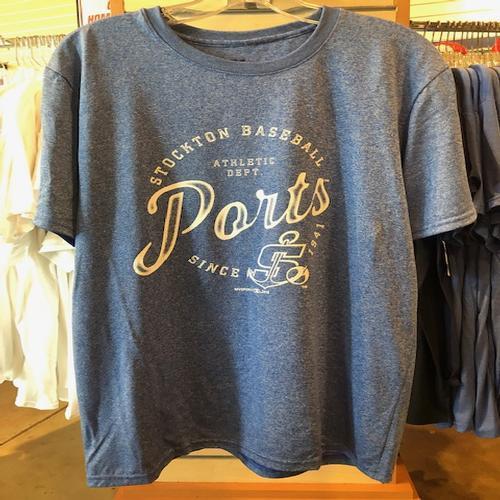 STOCKTON BASEBALL
ATHLETIC
DEPT.
Ports
SINCE 1941
S